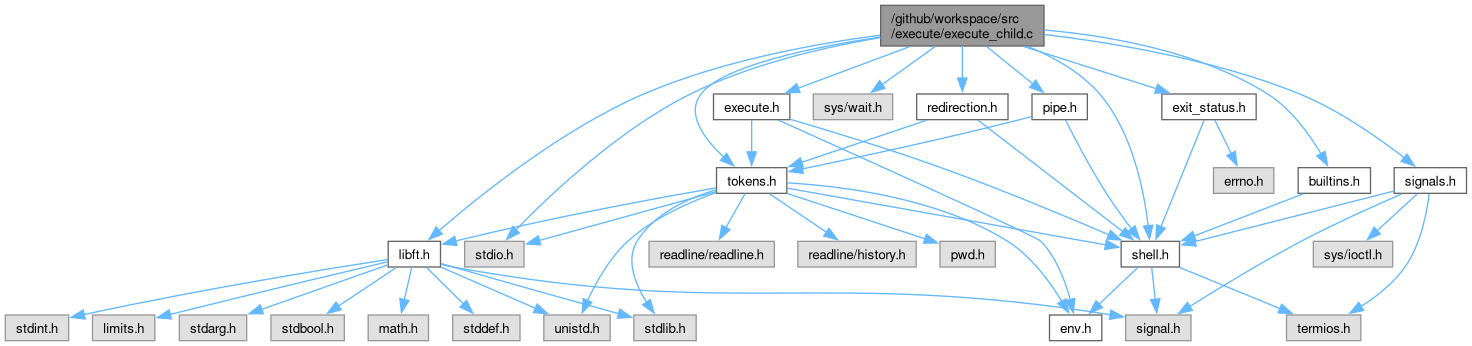 /github/workspace/src
/execute/execute_child.c
execute.h
sys/wait.h
redirection.h
pipe.h
exit_status.h
tokens.h
errno.h
builtins.h
signals.h
libft.h
stdio.h
readline/readline.h
readline/history.h
pwd.h
shell.h
sys/ioctl.h
stdint.h
limits.h
stdarg.h
stdbool.h
math.h
stddef.h
unistd.h
stdlib.h
env.h
signal.h
termios.h